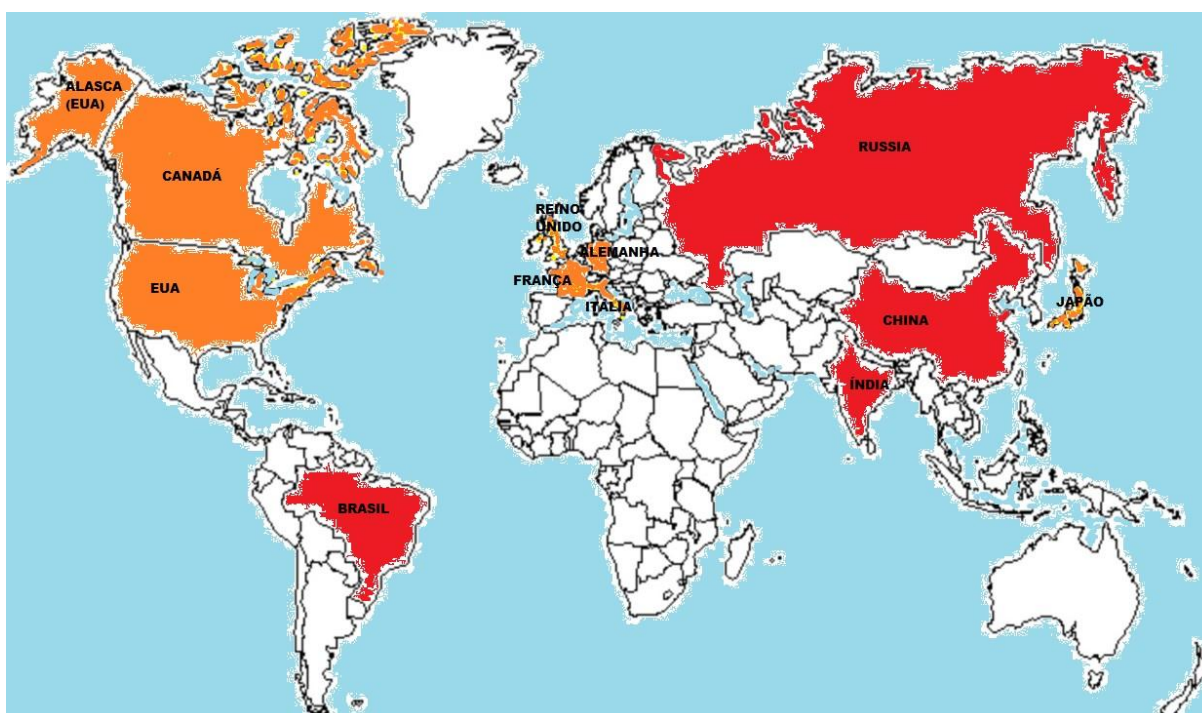 ALASCA
(EUA)
CANADÁ
RUSSIA
REINO
UNIDO
ALEMANHA
FRANÇA
EUA
ITÁLIA
JAPÃO
CHINA
ÍNDIA
BRASIL